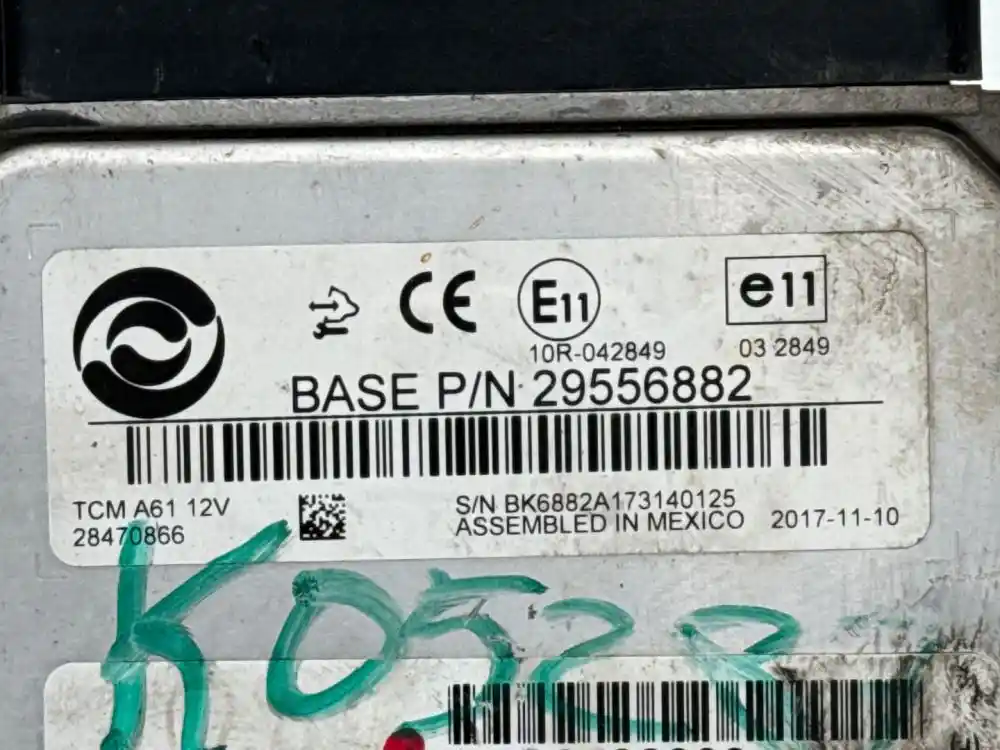 CE E11 e11
10R-042849 03 2849
BASE P/N 29556882
TCM A61 12V
28470866
S/N BK6882A173140125
ASSEMBLED IN MEXICO 2017-11-10